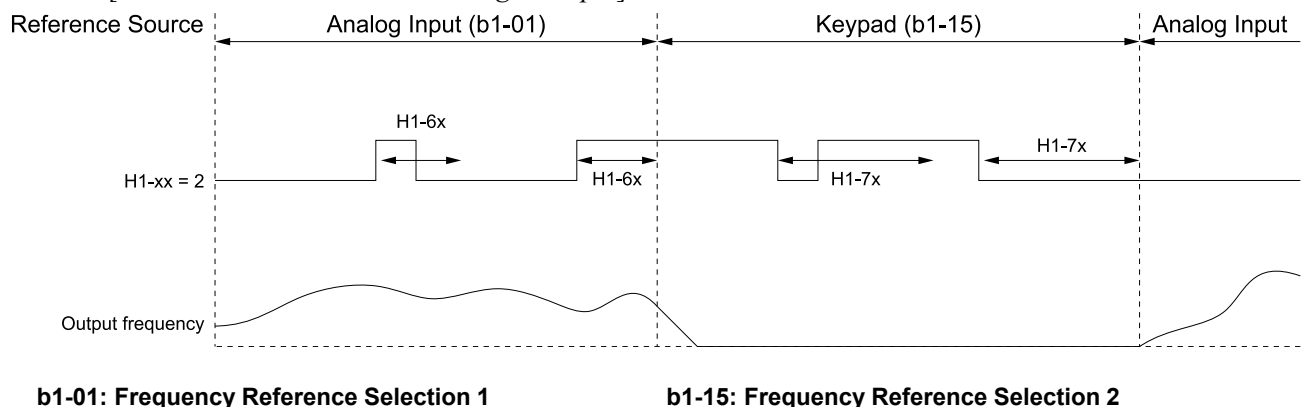 Reference Source Analog Input (b1-01) Keypad (b1-15) Analog Input
H1-6x
H1-7x
H1-xx = 2 H1-6x H1-7x
Output frequency
b1-01: Frequency Reference Selection 1 b1-15: Frequency Reference Selection 2